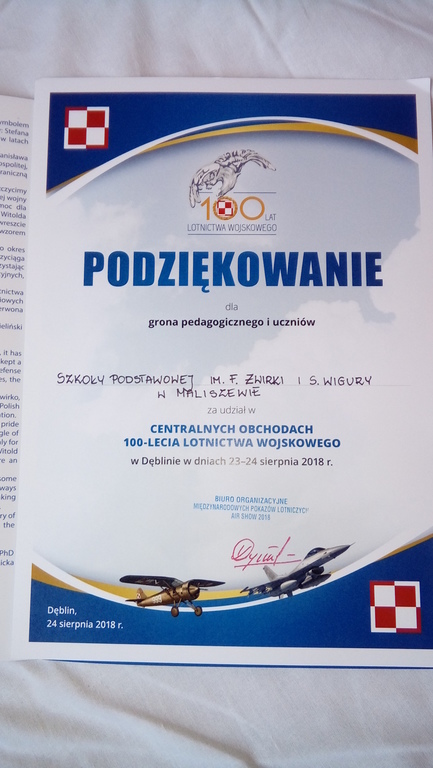 100 LAT
LOTNICTWA WOJSKOWEGO
PODZIĘKOWANIE
dla
grona pedagogicznego i uczniów
SZKOŁY PODSTAWOWEJ IM. F. ŻWIRKI I S. WIGURY
W MALISZEWIE
za udział w
CENTRALNYCH OBCHODACH
100-LECIA LOTNICTWA WOJSKOWEGO
w Dęblinie w dniach 23–24 sierpnia 2018 r.
BIURO ORGANIZACYJNE
MIĘDZYNARODOWYCH POKAZÓW LOTNICZYCH
AIR SHOW 2018
Dęblin,
24 sierpnia 2018 r.